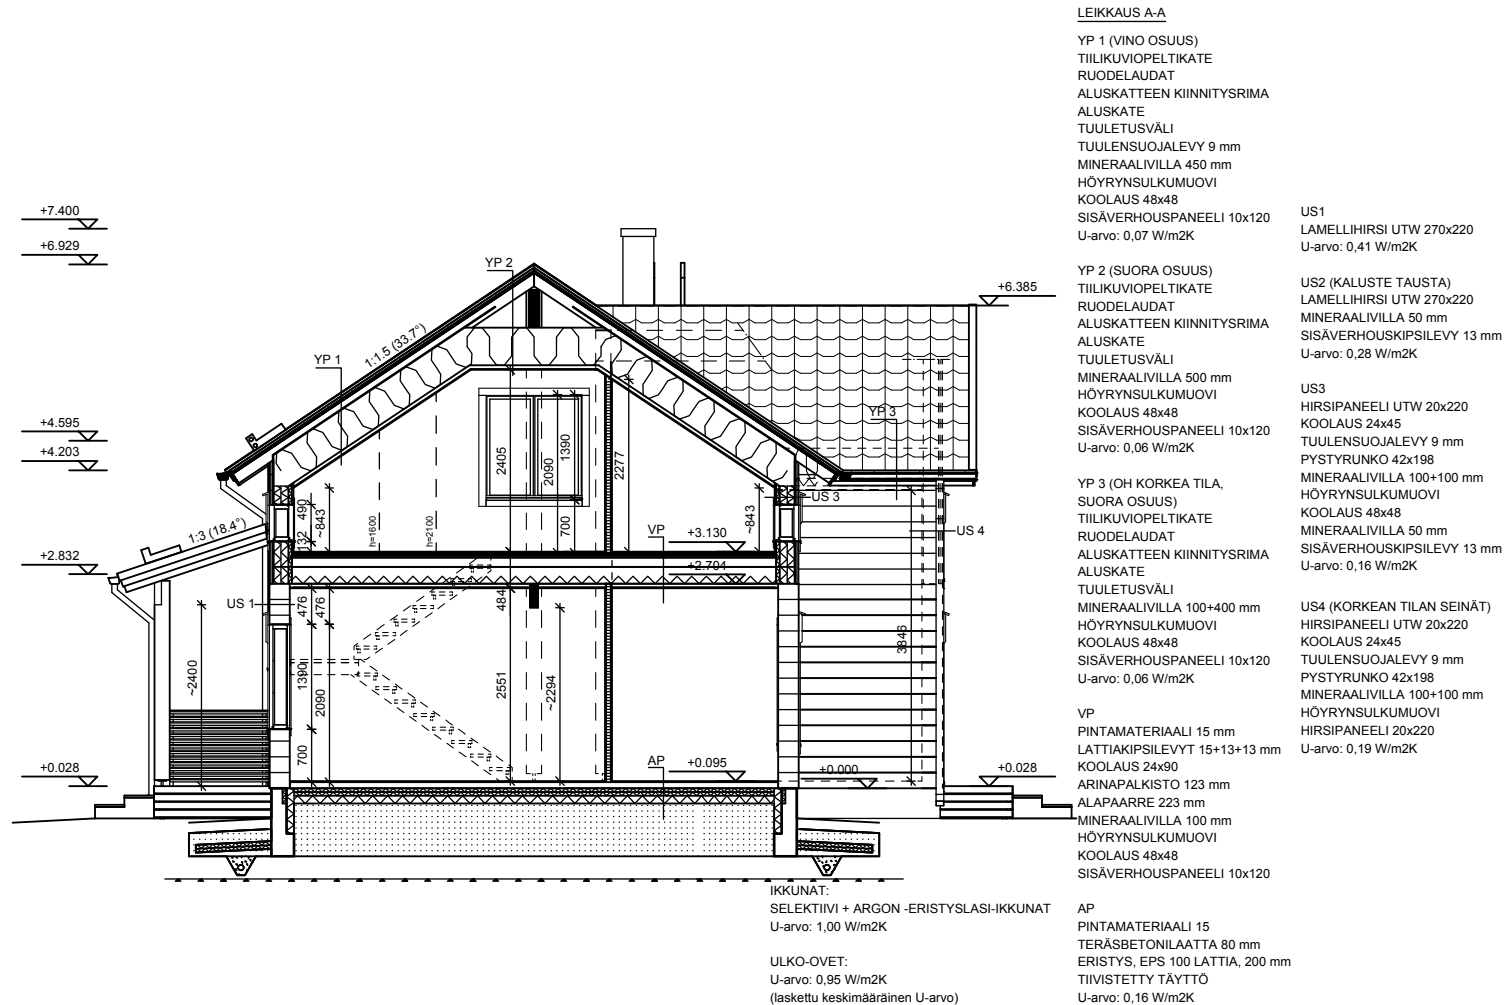 LEIKKAUS A-A
YP 1 (VINO OSUUS)
TIILIKUVIOPELTIKATE
RUODELAUDAT
ALUSKATTEEN KIINNITYSRIMA
ALUSKATE
TUULETUSVÄLI
TUULENSUOJALEVY 9 mm
MINERAALIVILLA 450 mm
HÖYRYNSULKUMUOVI
KOOLAUS 48x48
SISÄVERHOUSPANEELI 10x120
U-arvo: 0,07 W/m2K
YP 2 (SUORA OSUUS)
TIILIKUVIOPELTIKATE
RUODELAUDAT
ALUSKATTEEN KIINNITYSRIMA
ALUSKATE
TUULETUSVÄLI
MINERAALIVILLA 500 mm
HÖYRYNSULKUMUOVI
KOOLAUS 48x48
SISÄVERHOUSPANEELI 10x120
U-arvo: 0,06 W/m2K
YP 3 (OH KORKEA TILA,
SUORA OSUUS)
TIILIKUVIOPELTIKATE
RUODELAUDAT
ALUSKATTEEN KIINNITYSRIMA
ALUSKATE
TUULETUSVÄLI
MINERAALIVILLA 100+400 mm
HÖYRYNSULKUMUOVI
KOOLAUS 48x48
SISÄVERHOUSPANEELI 10x120
U-arvo: 0,06 W/m2K
VP
PINTAMATERIAALI 15 mm
LATTIAKIPSILEVYT 15+13+13 mm
KOOLAUS 24x90
ARINAPALKISTO 123 mm
ALAPAARRE 223 mm
MINERAALIVILLA 100 mm
HÖYRYNSULKUMUOVI
KOOLAUS 48x48
SISÄVERHOUSPANEELI 10x120
AP
PINTAMATERIAALI 15
TERÄSBETONILAATTA 80 mm
ERISTYS, EPS 100 LATTIA, 200 mm
TIIVISTETTY TÄYTTÖ
U-arvo: 0,16 W/m2K
US1
LAMELLIHIRSI UTW 270x220
U-arvo: 0,41 W/m2K
US2 (KALUSTE TAUSTA)
LAMELLIHIRSI UTW 270x220
MINERAALIVILLA 50 mm
SISÄVERHOUSKIPSILEVY 13 mm
U-arvo: 0,28 W/m2K
US3
HIRSIPANEELI UTW 20x220
KOOLAUS 24x45
TUULENSUOJALEVY 9 mm
PYSTYRUNKO 42x198
MINERAALIVILLA 100+100 mm
HÖYRYNSULKUMUOVI
KOOLAUS 48x48
MINERAALIVILLA 50 mm
SISÄVERHOUSKIPSILEVY 13 mm
U-arvo: 0,16 W/m2K
US4 (KORKEAN TILAN SEINÄT)
HIRSIPANEELI UTW 20x220
KOOLAUS 24x45
TUULENSUOJALEVY 9 mm
PYSTYRUNKO 42x198
MINERAALIVILLA 100+100 mm
HÖYRYNSULKUMUOVI
HIRSIPANEELI 20x220
U-arvo: 0,19 W/m2K
IKKUNAT:
SELEKTIIVI + ARGON -ERISTYSLASI-IKKUNAT
U-arvo: 1,00 W/m2K
ULKO-OVET:
U-arvo: 0,95 W/m2K
(laskettu keskimääräinen U-arvo)
+7.400
+6.929
+4.595
+4.203
+2.832
+0.028
YP 2
YP 1
1:1.5 (33.7°)
1:3 (18.4°)
+6.385
YP 3
US 3
US 4
VP
+3.130
+2.704
US 1
AP
+0.095
+0.000
+0.028
490
132
~843
h=1600
h=2100
2405
2090
1390
700
2277
~843
476
476
484
1390
2090
700
2551
~2294
~2400
3846